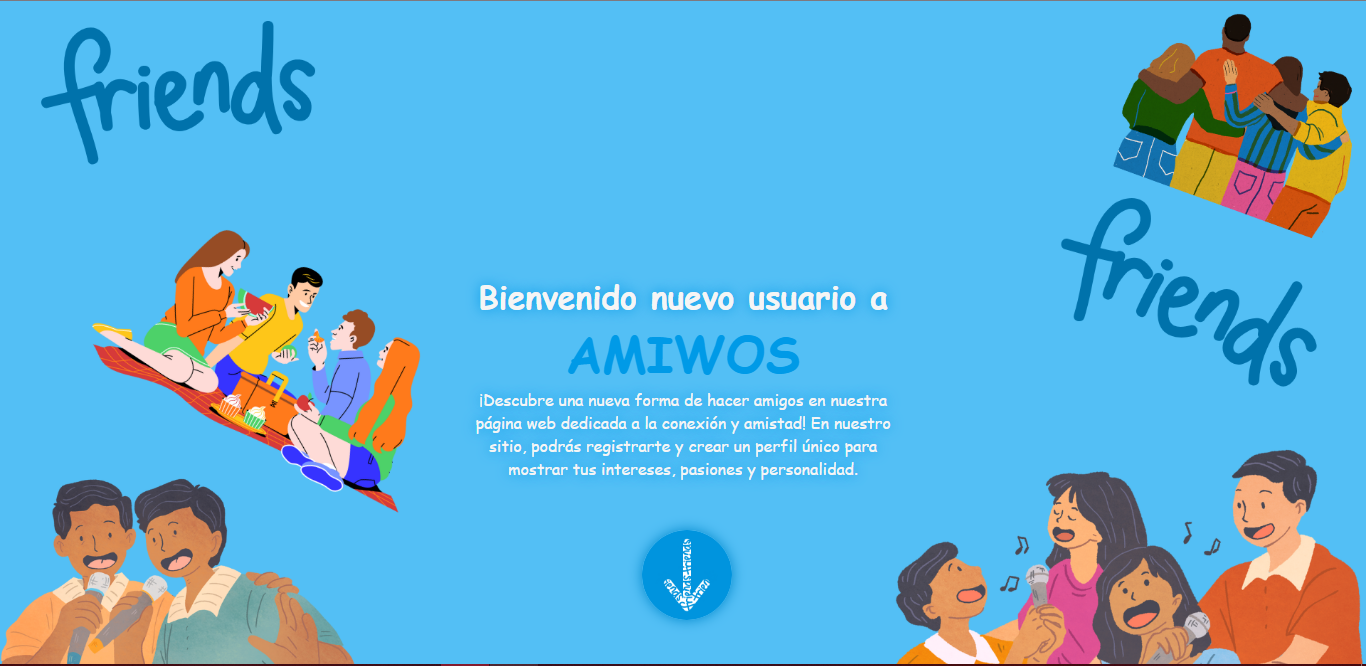 friends
friends
Bienvenido nuevo usuario a
AMIWOS
¡Descubre una nueva forma de hacer amigos en nuestra
página web dedicada a la conexión y amistad! En nuestro
sitio, podrás registrarte y crear un perfil único para
mostrar tus intereses, pasiones y personalidad.